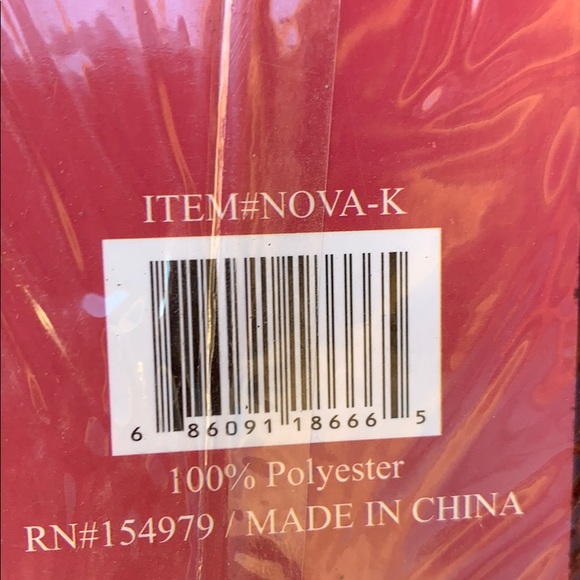 ITEM#NOVA-K
6 86091 18666 5
100% Polyester
RN#154979 / MADE IN CHINA